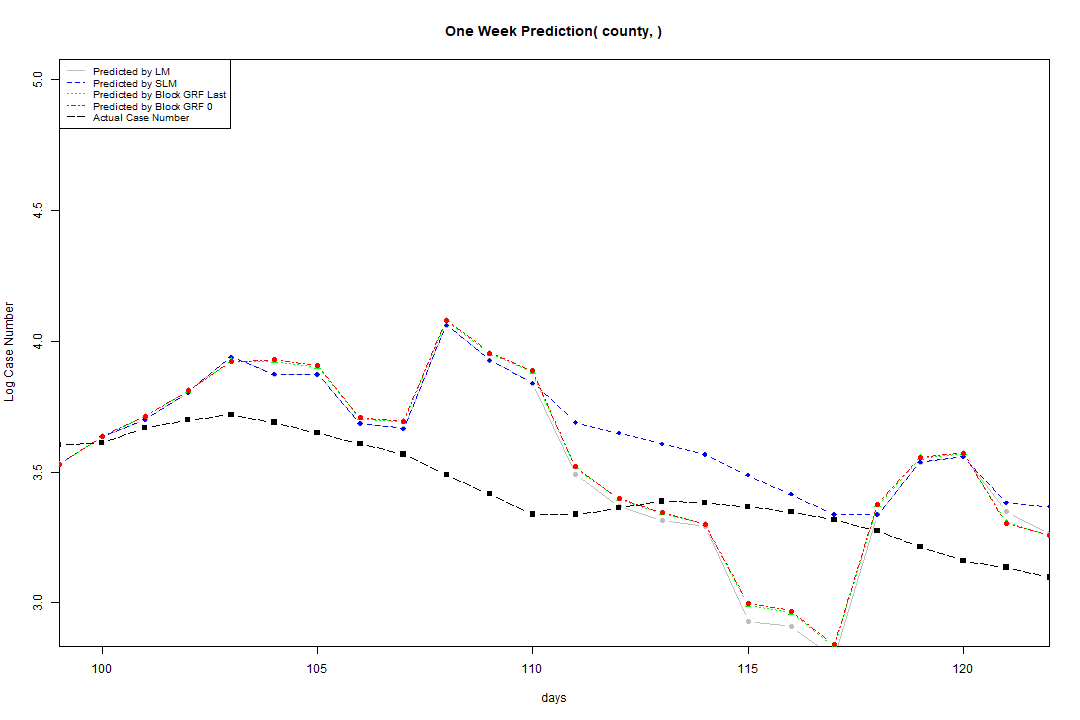 One Week Prediction( county, )
Predicted by LM
Predicted by SLM
Predicted by Block GRF Last
Predicted by Block GRF 0
Actual Case Number
5.0
4.5
4.0
3.5
3.0
Log Case Number
100 105 110 115 120
days